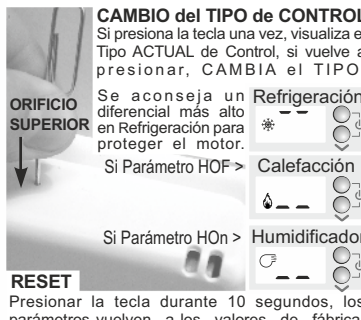 CAMBIO del TIPO de CONTROL
Si presiona la tecla una vez, visualiza e
Tipo ACTUAL de Control, si vuelve a
presionar, CAMBIA el TIPO
Se aconseja un
diferencial más alto
en Refrigeración para
proteger el motor.
ORIFICIO
SUPERIOR
Refrigeración
Si Parámetro HOF >
Calefacción
Si Parámetro HOn >
Humidificador
RESET
Presionar la tecla durante 10 segundos, los
parámetros vuelven a los valores de fábrica